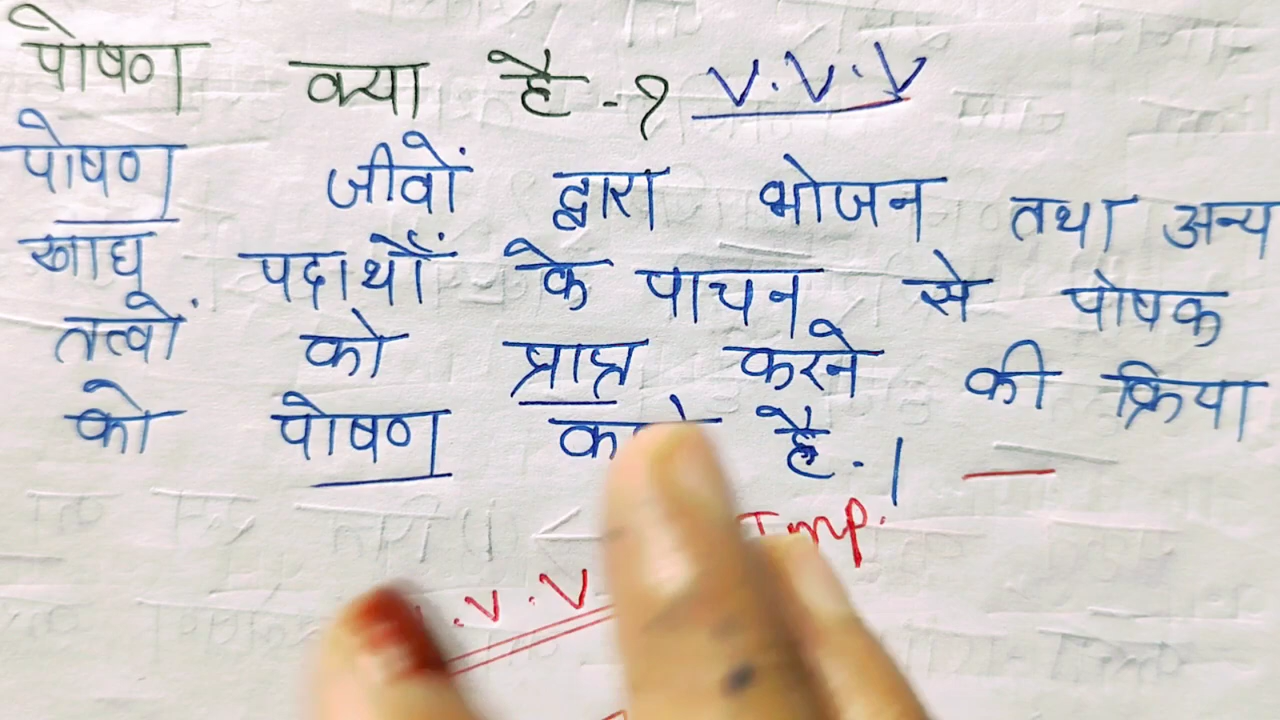 पोषण क्या है -? V.V.V
पोषण जीवों द्वारा भोजन तथा अन्य
खाद्य पदार्थों के पाचन से पोषक
तत्वों को प्राप्त करने की क्रिया
को पोषण है.।
.V.V Imp.